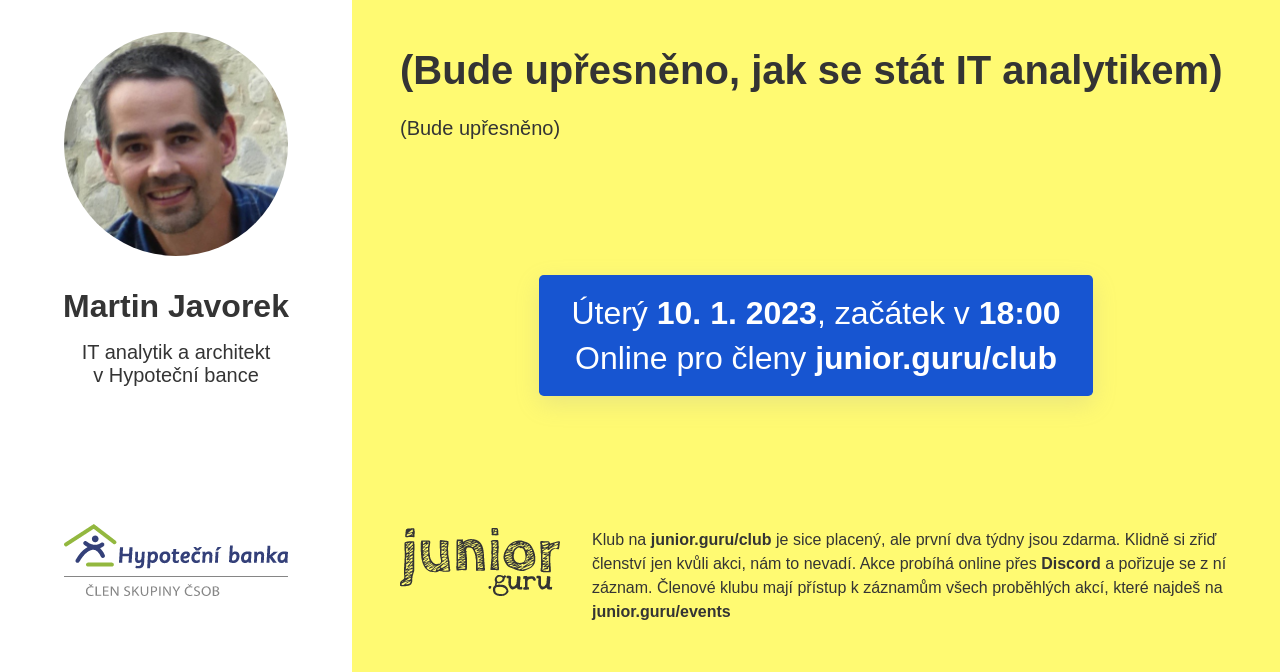 Martin Javorek
IT analytik a architekt
v Hypoteční bance
Hypoteční banka
ČLEN SKUPINY ČSOB
(Bude upřesněno, jak se stát IT analytikem)
(Bude upřesněno)
Úterý 10. 1. 2023, začátek v 18:00
Online pro členy junior.guru/club
junior
.guru
Klub na junior.guru/club je sice placený, ale první dva týdny jsou zdarma. Klidně si zřiď
členství jen kvůli akci, nám to nevadí. Akce probíhá online přes Discord a pořizuje se z ní
záznam. Členové klubu mají přístup k záznamům všech proběhlých akcí, které najdeš na
junior.guru/events